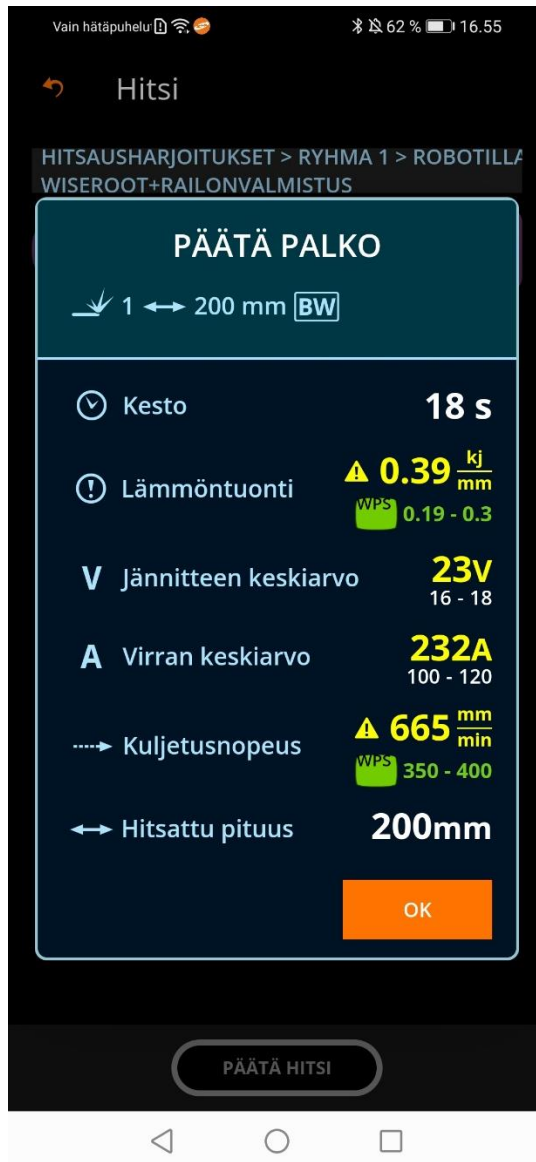 Vain hätäpuhelut 62 % 16.55
Hitsi
HITSAUSHARJOITUKSET > RYHMA 1 > ROBOTILLA
WISEROOT+RAILONVALMISTUS
PÄÄTÄ PALKO
1 ↔ 200 mm BW
Kesto 18 s
Lämmöntuonti 0.39 kj/mm
WPS 0.19 - 0.3
V Jännitteen keskiarvo 23V
16 - 18
A Virran keskiarvo 232A
100 - 120
Kuljetusnopeus 665 mm/min
WPS 350 - 400
Hitsattu pituus 200mm
OK
PÄÄTÄ HITSI